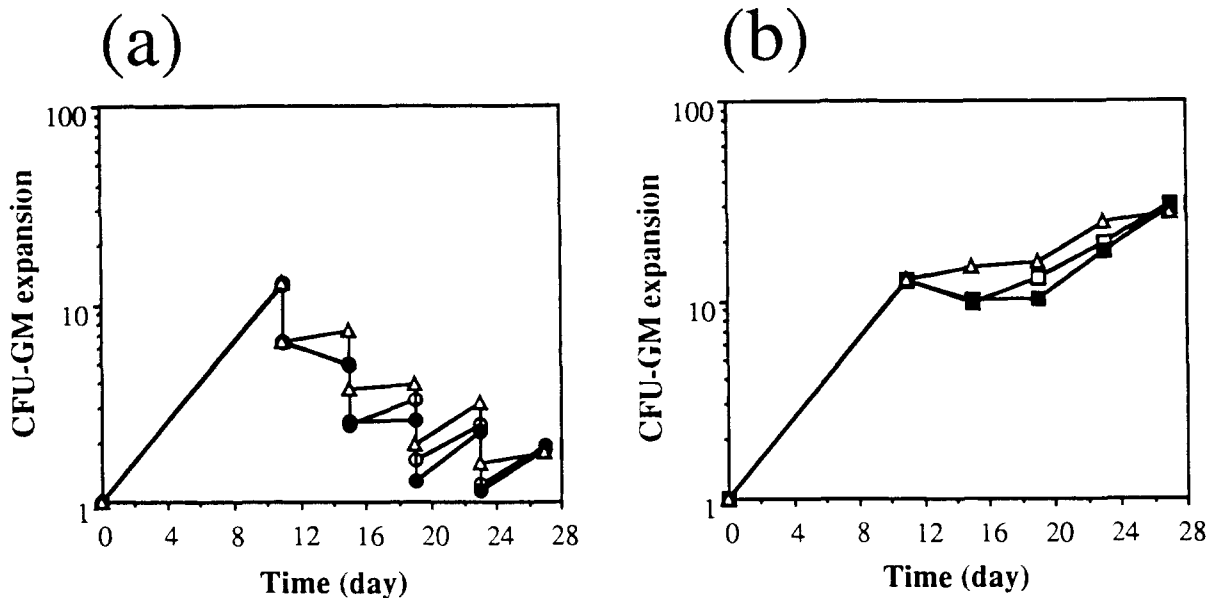 (a)
100
10
1
CFU-GM expansion
0 4 8 12 16 20 24 28
Time (day)
(b)
100
10
1
CFU-GM expansion
0 4 8 12 16 20 24 28
Time (day)